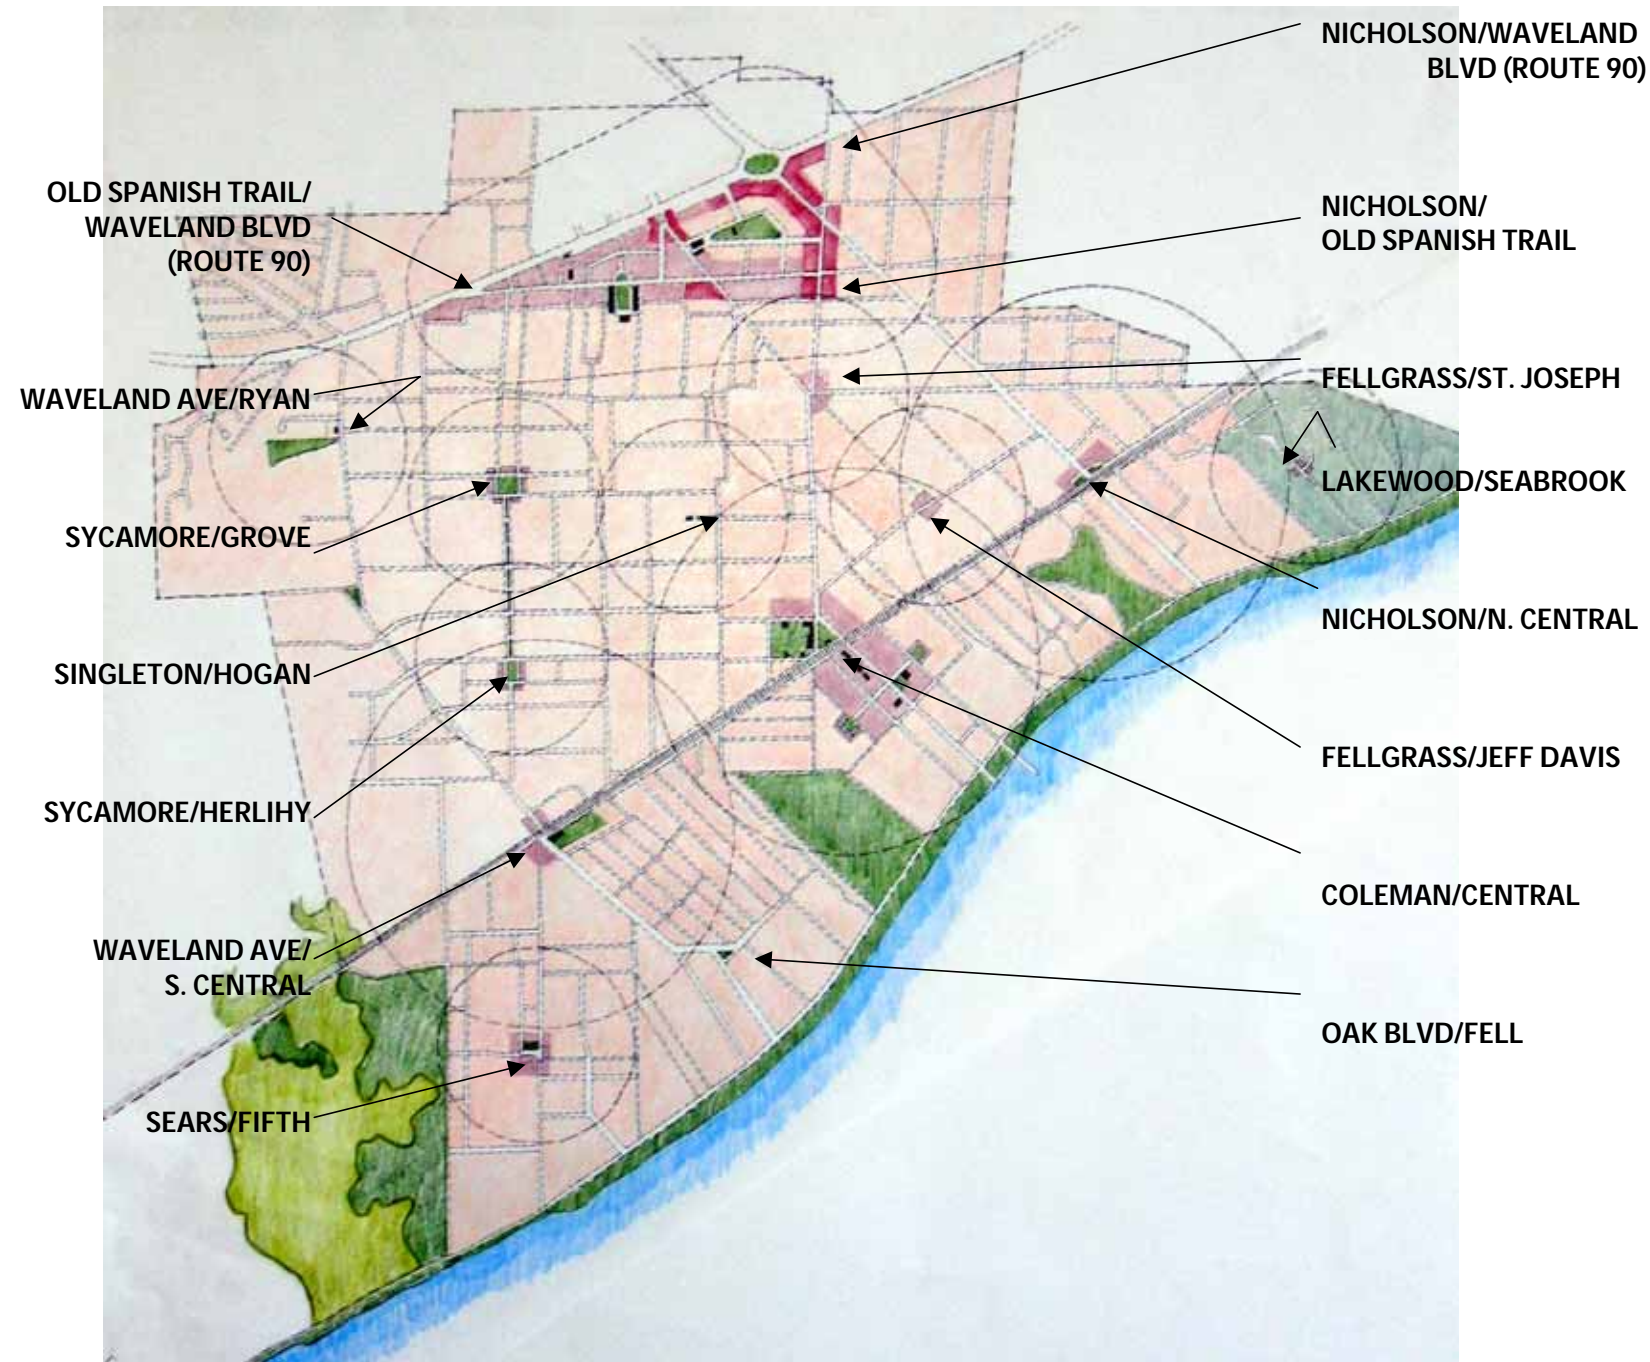 NICHOLSON/WAVELAND
BLVD (ROUTE 90)
OLD SPANISH TRAIL/
WAVELAND BLVD
(ROUTE 90)
NICHOLSON/
OLD SPANISH TRAIL
WAVELAND AVE/RYAN
FELLGRASS/ST. JOSEPH
LAKEWOOD/SEABROOK
SYCAMORE/GROVE
NICHOLSON/N. CENTRAL
SINGLETON/HOGAN
FELLGRASS/JEFF DAVIS
SYCAMORE/HERLIHY
COLEMAN/CENTRAL
WAVELAND AVE/
S. CENTRAL
OAK BLVD/FELL
SEARS/FIFTH